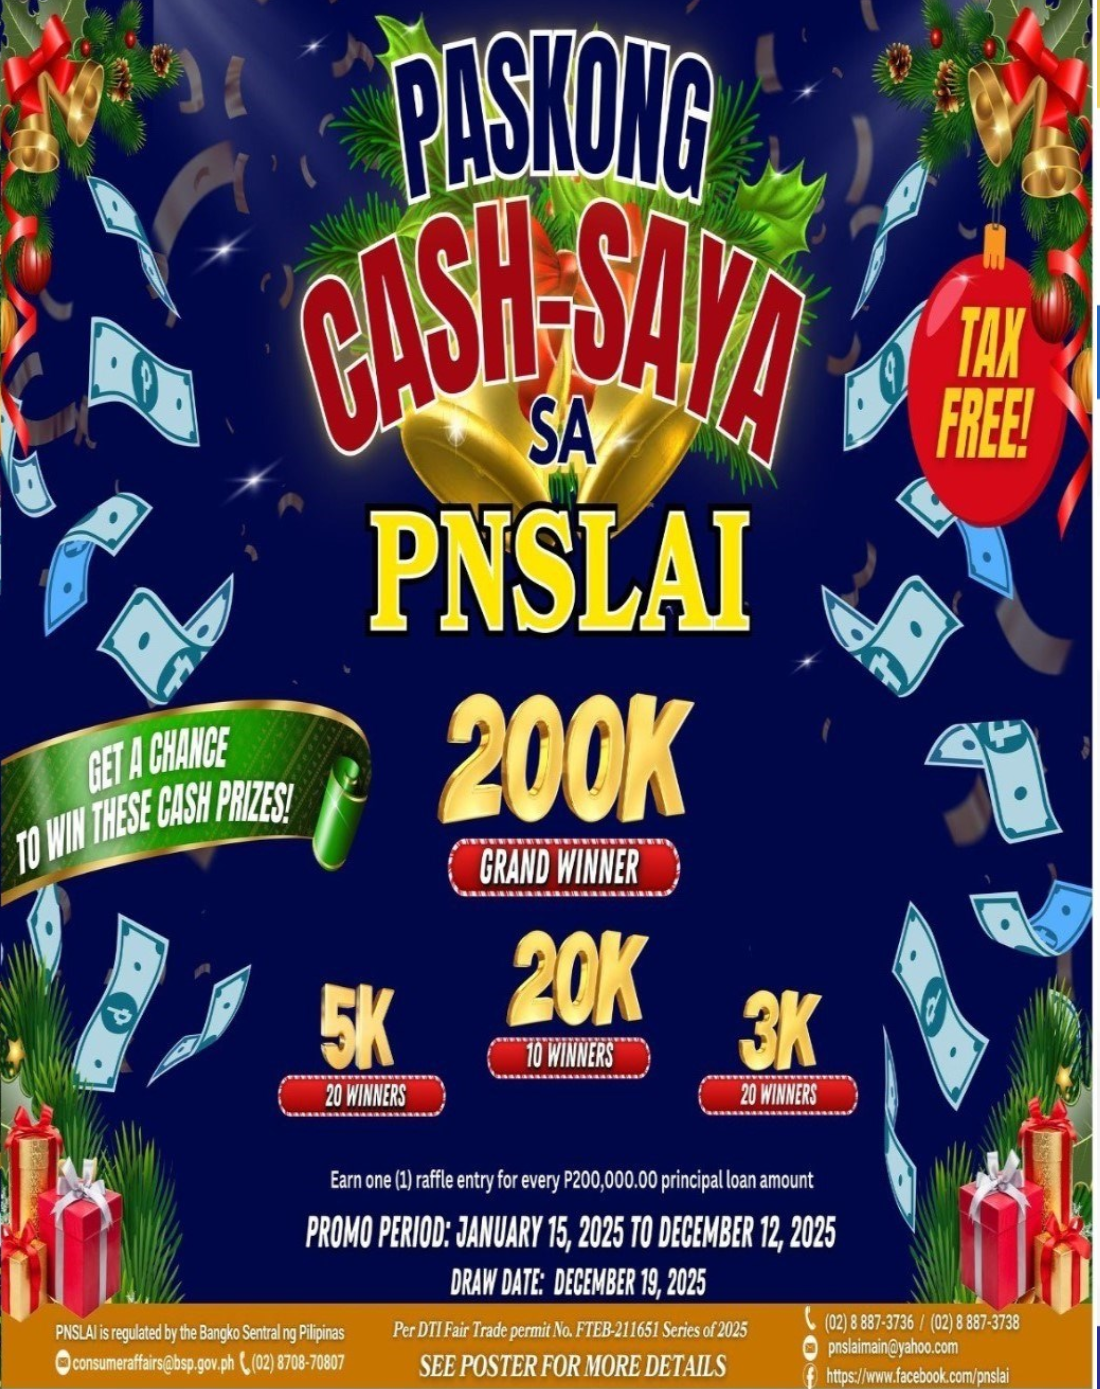 PASKONG
CASH-SAYA
SA
PNSLAI
TAX
FREE!
GET A CHANCE
TO WIN THESE CASH PRIZES!
200K
GRAND WINNER
20K
10 WINNERS
5K
20 WINNERS
3K
20 WINNERS
Earn one (1) raffle entry for every P200,000.00 principal loan amount
PROMO PERIOD: JANUARY 15, 2025 TO DECEMBER 12, 2025
DRAW DATE: DECEMBER 19, 2025
PNSLAI is regulated by the Bangko Sentral ng Pilipinas
consumeraffairs@bsp.gov.ph (02) 8708-70807
Per DTI Fair Trade permit No. FTEB-211651 Series of 2025
SEE POSTER FOR MORE DETAILS
(02) 8 887-3736 / (02) 8 887-3738
pnslaimain@yahoo.com
https://www.facebook.com/pnslai